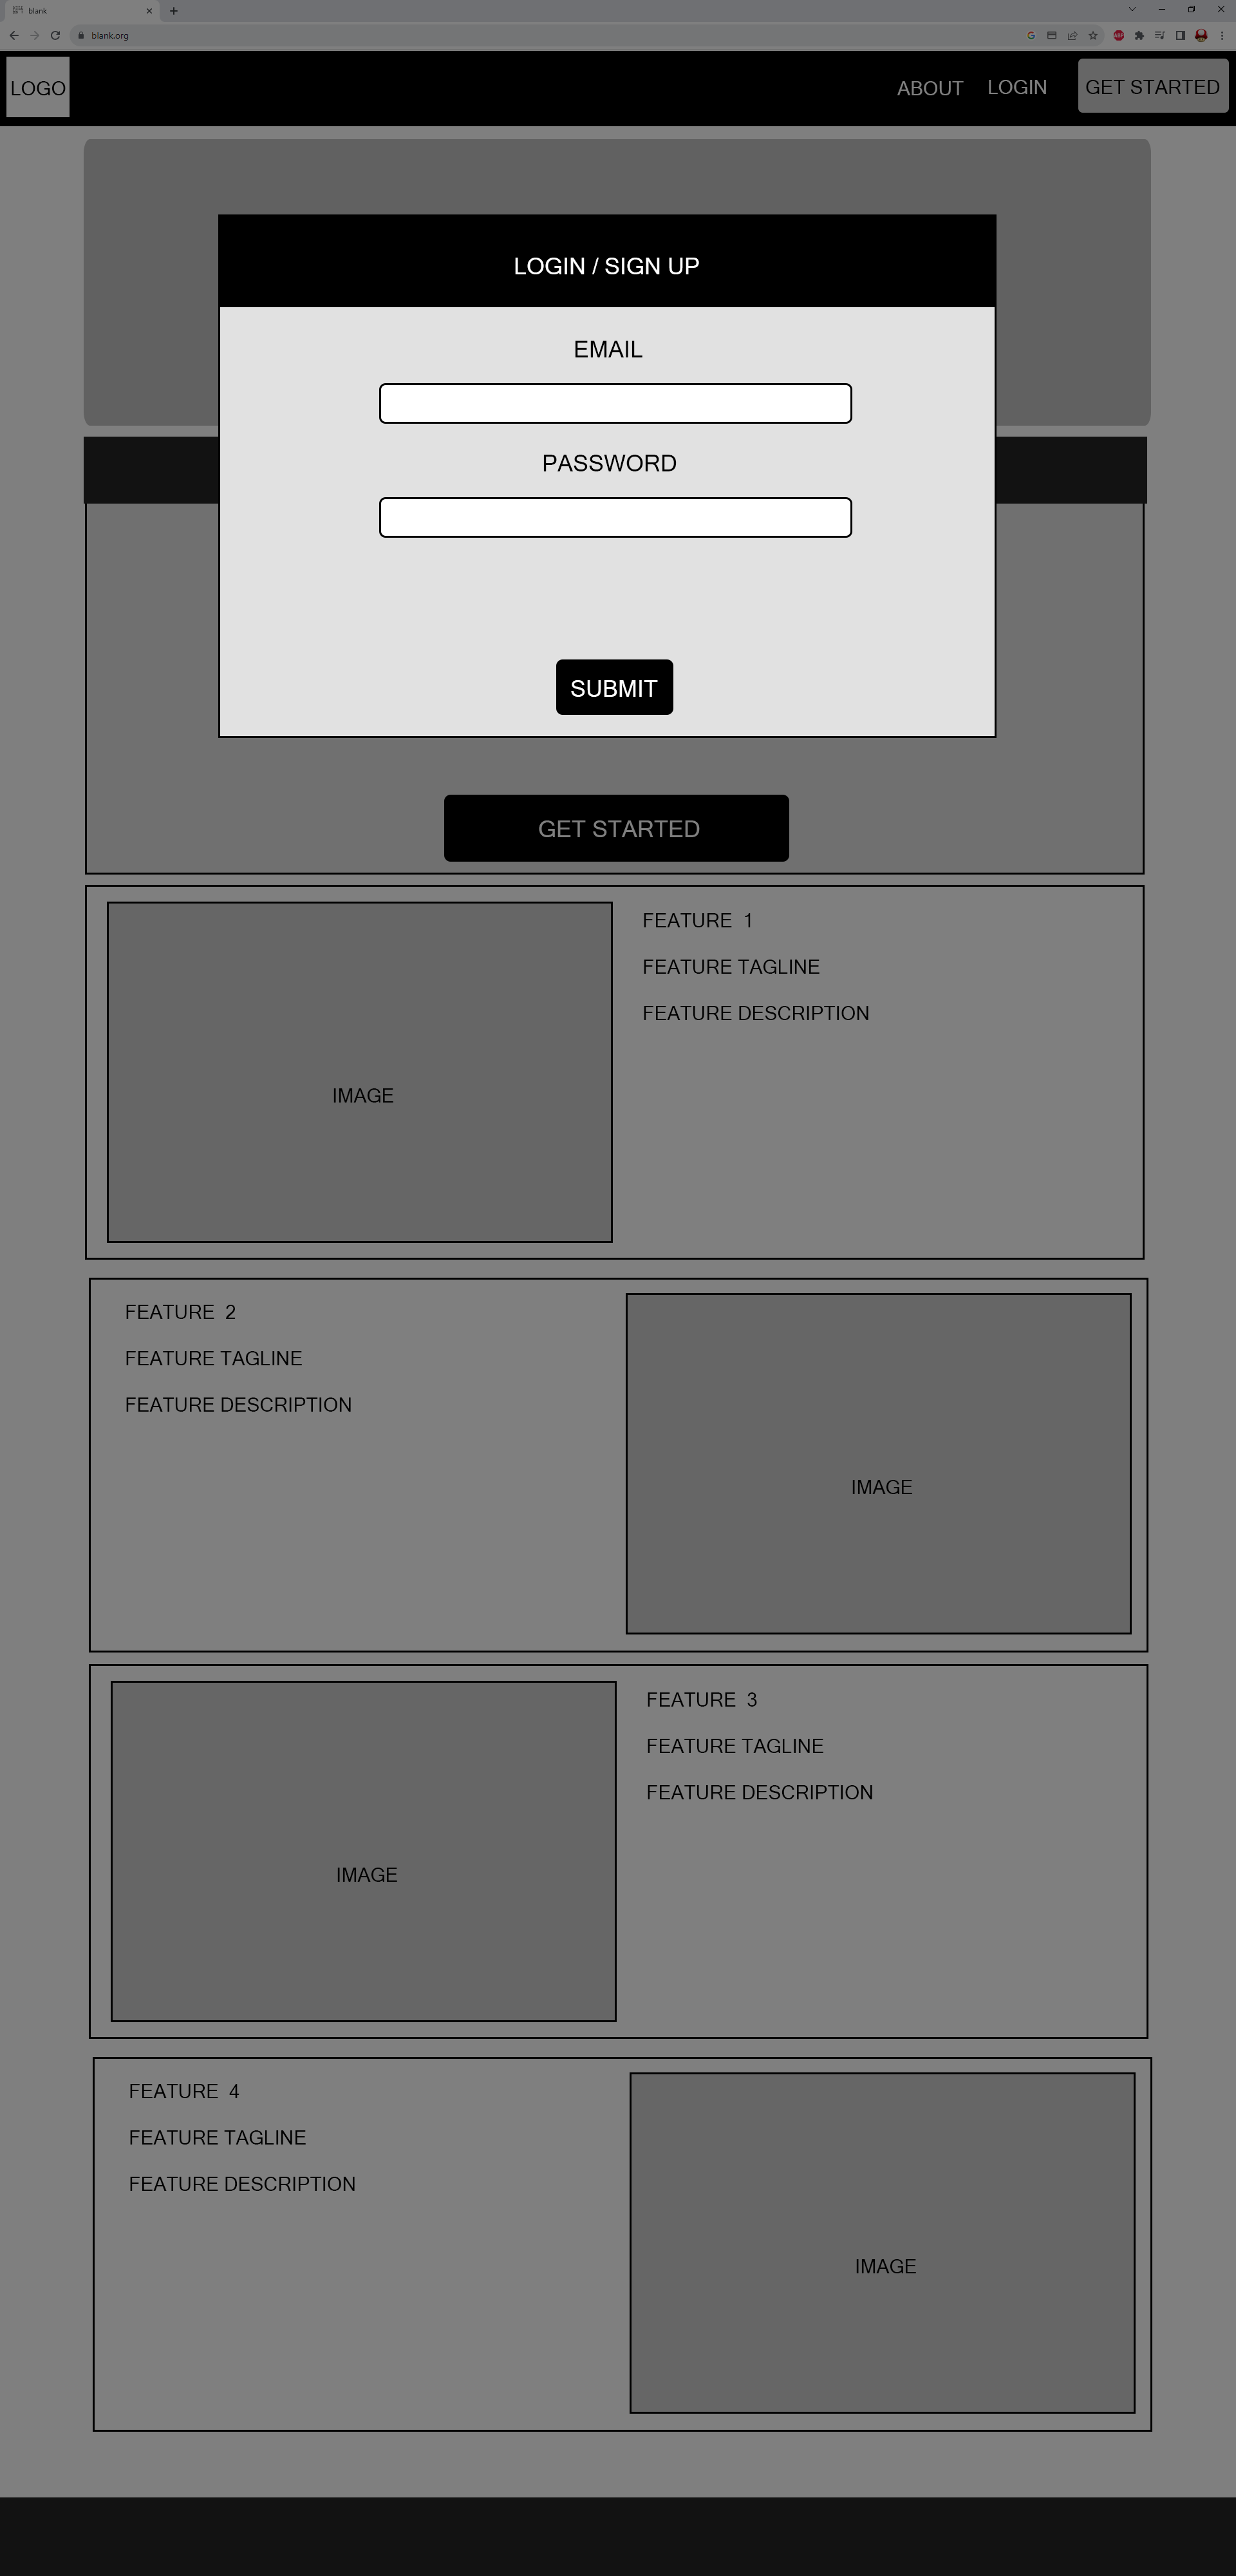 blank
blank.org
LOGO
ABOUT
LOGIN
GET STARTED
LOGIN / SIGN UP
EMAIL
PASSWORD
SUBMIT
GET STARTED
FEATURE 1
FEATURE TAGLINE
FEATURE DESCRIPTION
IMAGE
FEATURE 2
FEATURE TAGLINE
FEATURE DESCRIPTION
IMAGE
FEATURE 3
FEATURE TAGLINE
FEATURE DESCRIPTION
IMAGE
FEATURE 4
FEATURE TAGLINE
FEATURE DESCRIPTION
IMAGE